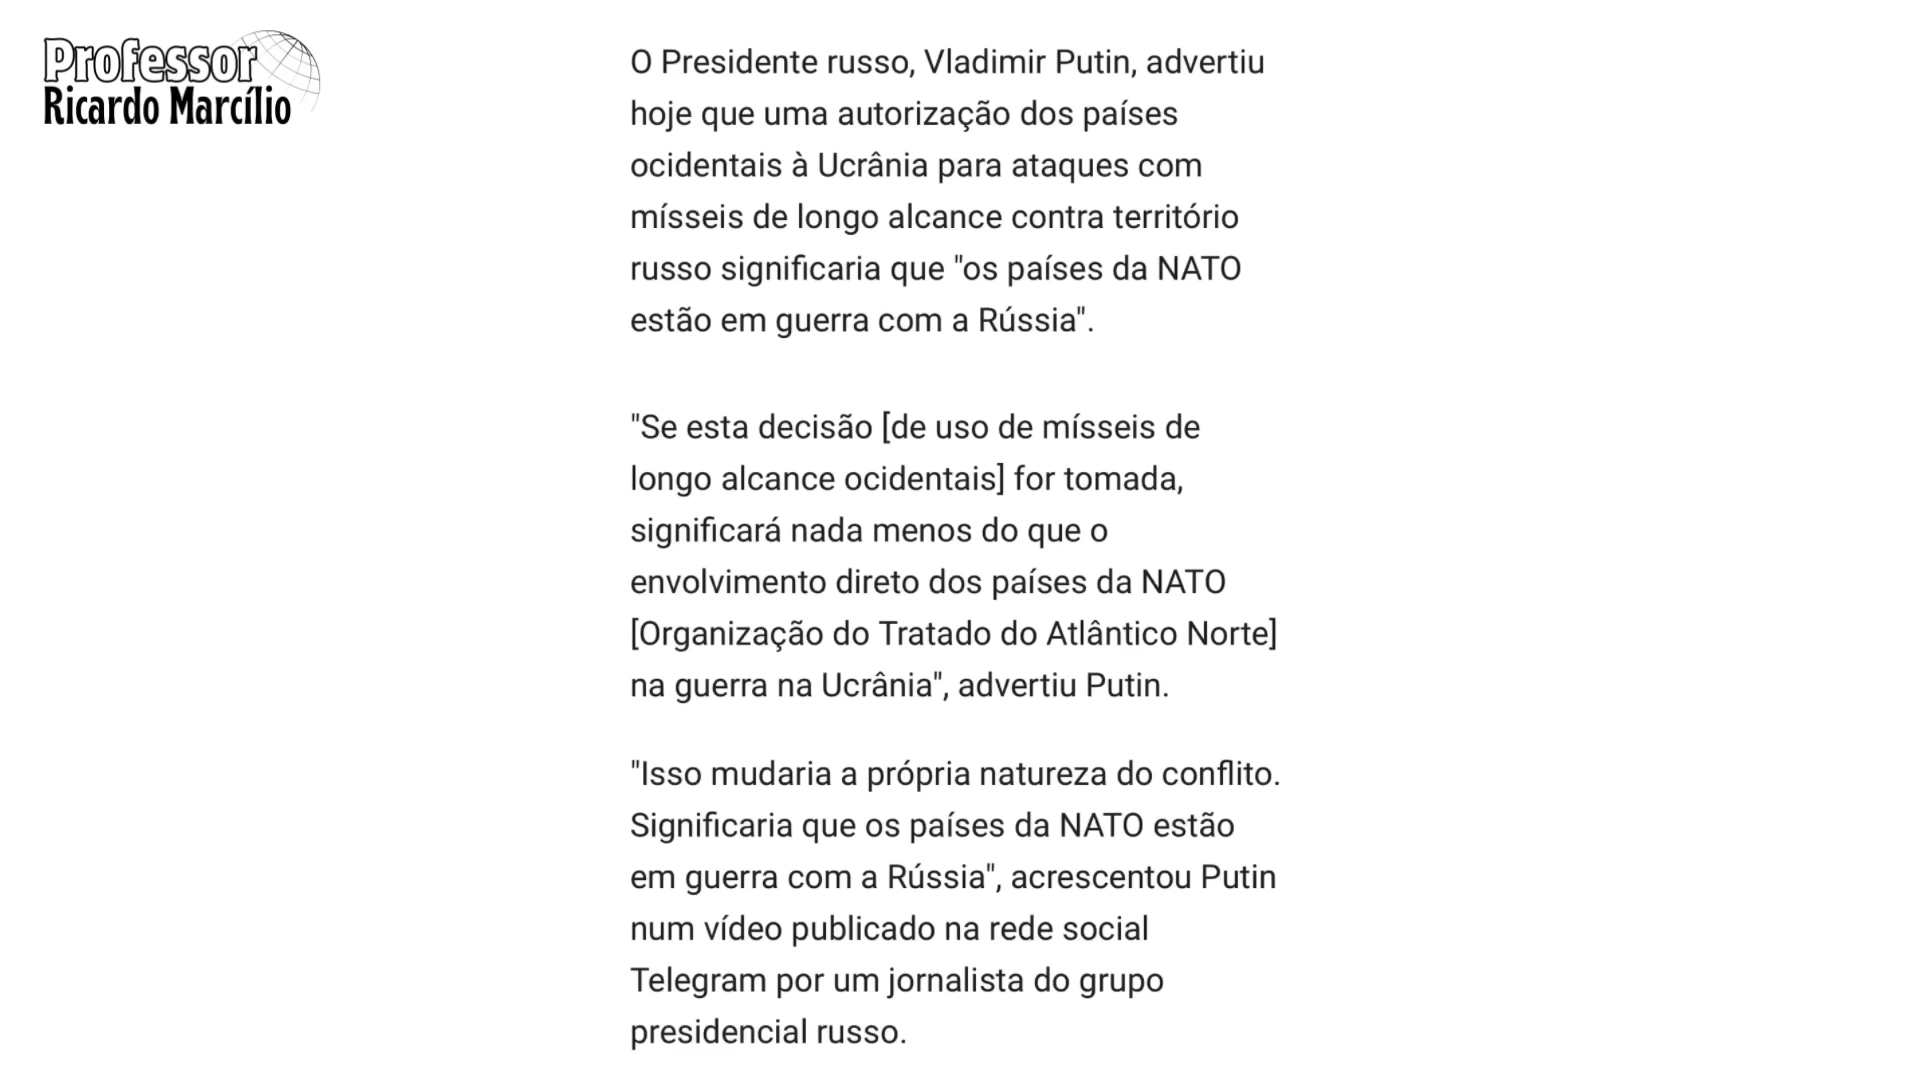 Professor
Ricardo Marcílio
O Presidente russo, Vladimir Putin, advertiu
hoje que uma autorização dos países
ocidentais à Ucrânia para ataques com
mísseis de longo alcance contra território
russo significaria que "os países da NATO
estão em guerra com a Rússia".
"Se esta decisão [de uso de mísseis de
longo alcance ocidentais] for tomada,
significará nada menos do que o
envolvimento direto dos países da NATO
[Organização do Tratado do Atlântico Norte]
na guerra na Ucrânia", advertiu Putin.
"Isso mudaria a própria natureza do conflito.
Significaria que os países da NATO estão
em guerra com a Rússia", acrescentou Putin
num vídeo publicado na rede social
Telegram por um jornalista do grupo
presidencial russo.